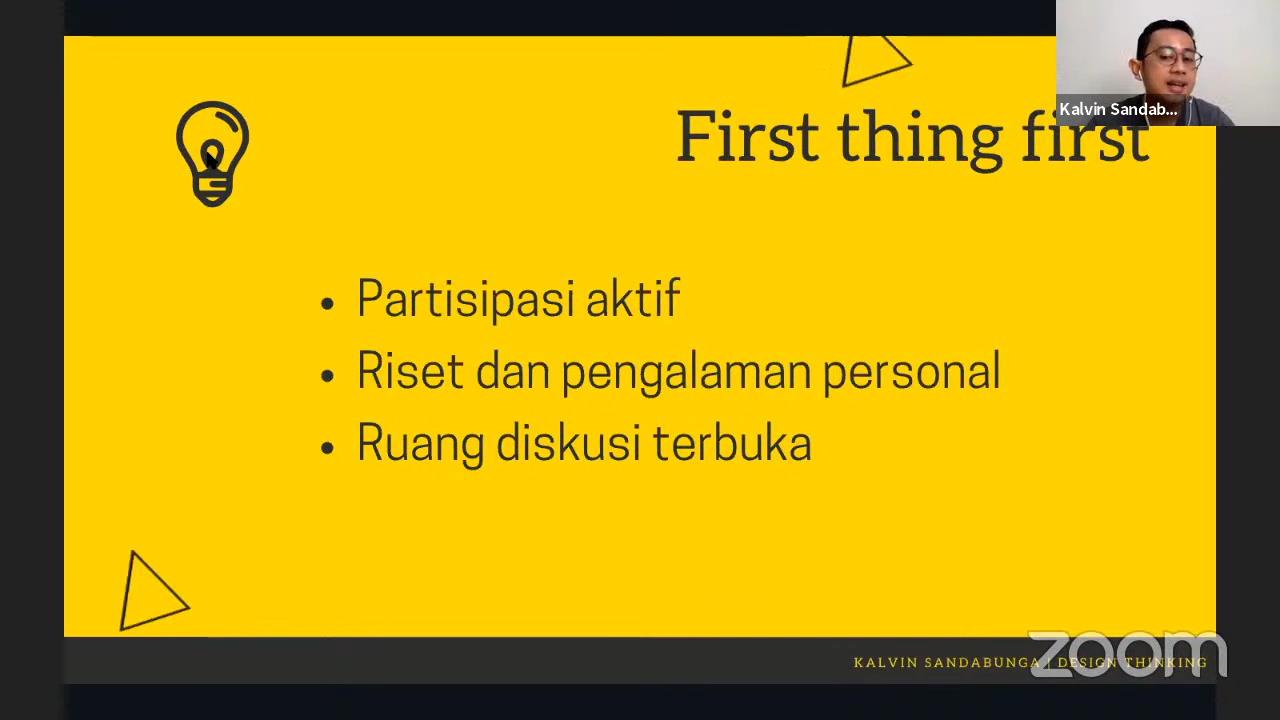 Kalvin Sandab...
First thing first
• Partisipasi aktif
• Riset dan pengalaman personal
• Ruang diskusi terbuka
KALVIN SANDABUNGA | DESIGN THINKING
zoom